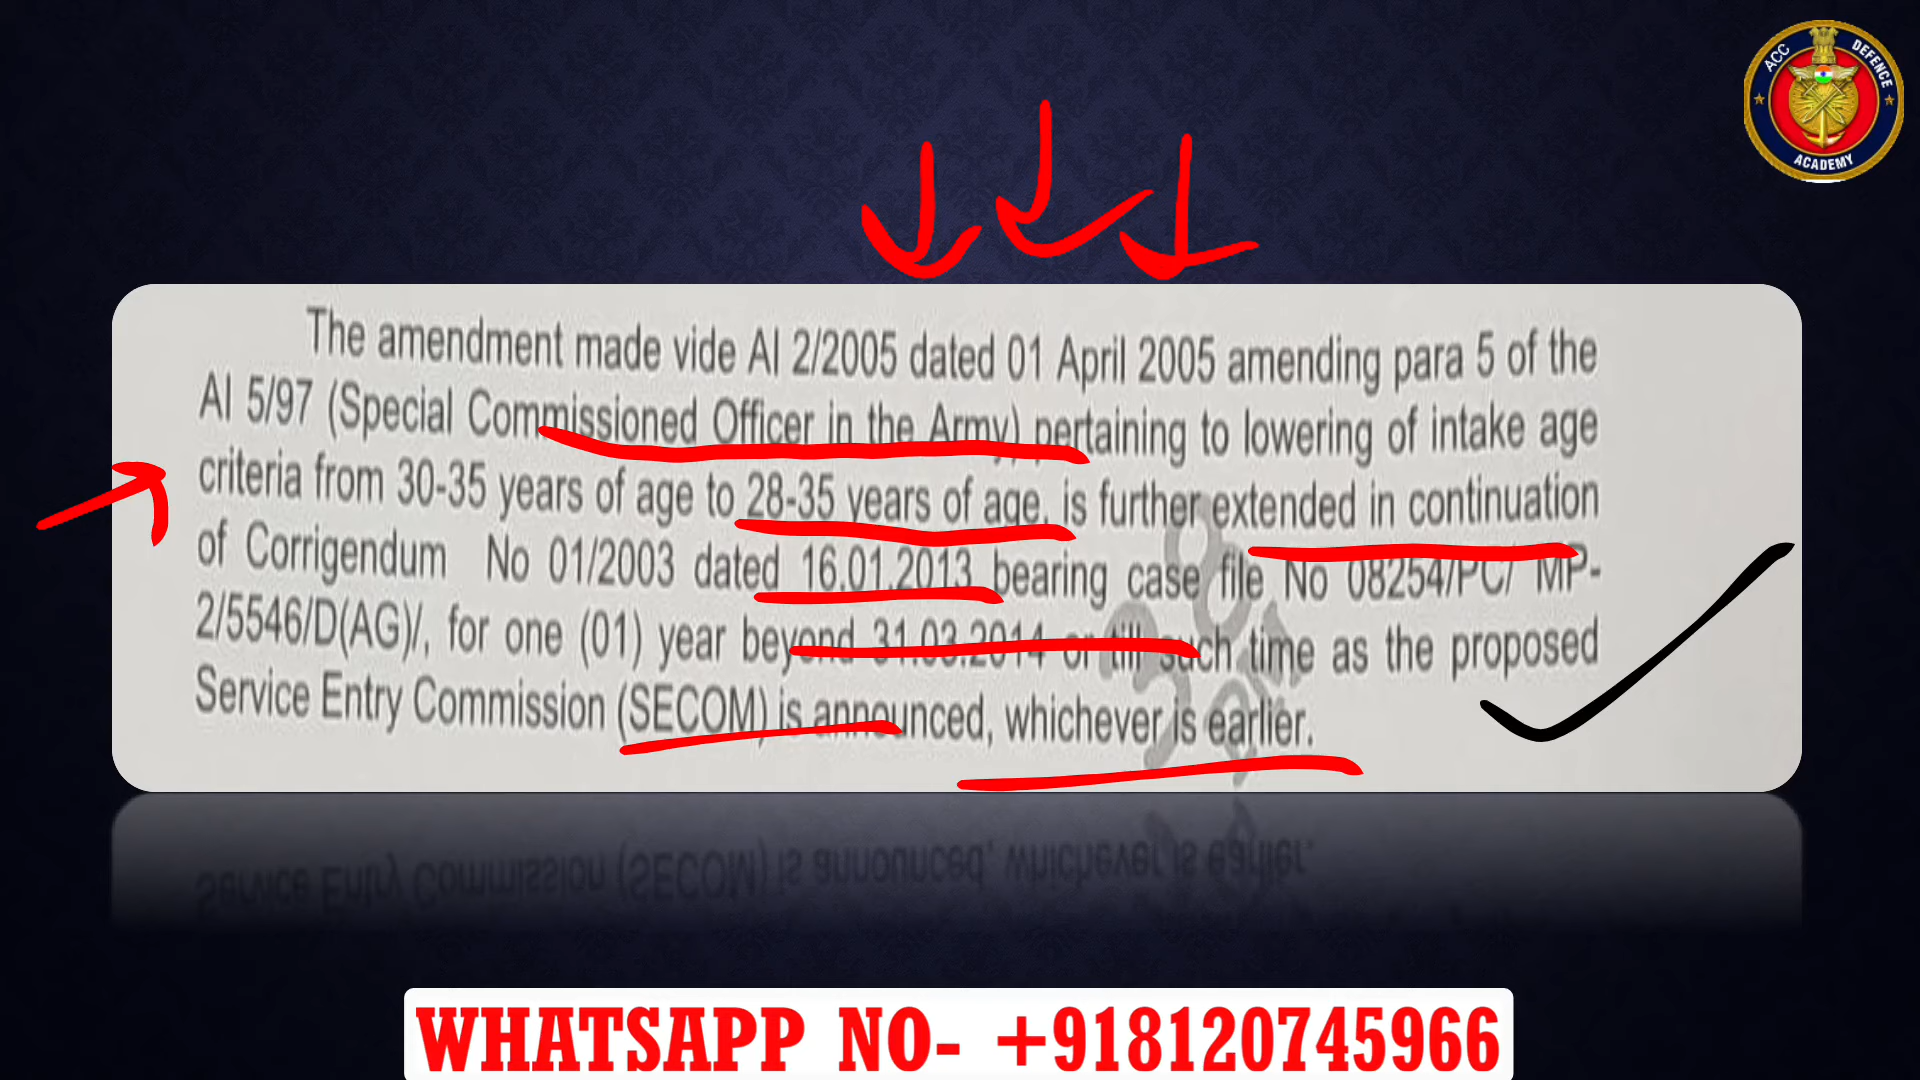 ACC DEFENCE
ACADEMY
The amendment made vide AI 2/2005 dated 01 April 2005 amending para 5 of the
AI 5/97 (Special Commissioned Officer in the Army) pertaining to lowering of intake age
criteria from 30-35 years of age to 28-35 years of age, is further extended in continuation
of Corrigendum No 01/2003 dated 16.01.2013 bearing case file No 08254/PC/ MP-
2/5546/D(AG)/, for one (01) year beyond 31.03.2014 or till such time as the proposed
Service Entry Commission (SECOM) is announced, whichever is earlier.
WHATSAPP NO- +918120745966